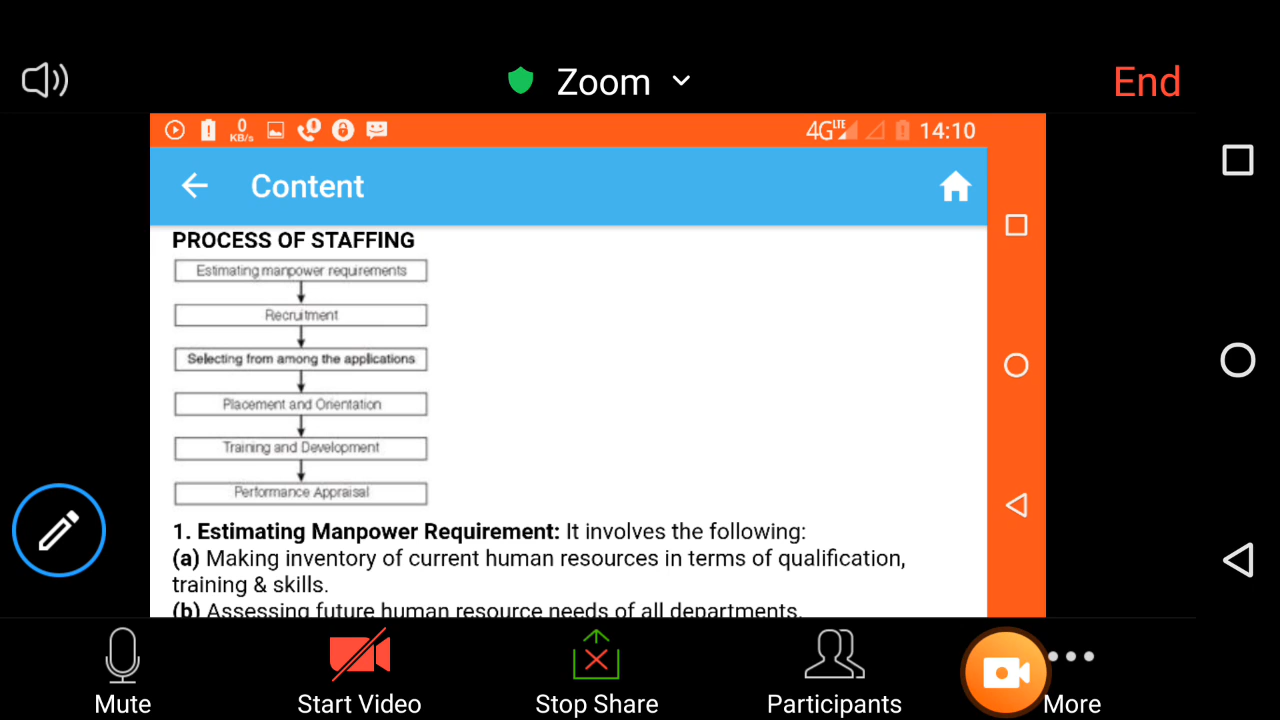 Zoom
End
0
KB/s
4G LTE
14:10
Content
PROCESS OF STAFFING
Estimating manpower requirements
Recruitment
Selecting from among the applications
Placement and Orientation
Training and Development
Performance Appraisal
1. Estimating Manpower Requirement: It involves the following:
(a) Making inventory of current human resources in terms of qualification,
training & skills.
(b) Assessing future human resource needs of all departments.
Mute
Start Video
Stop Share
Participants
More